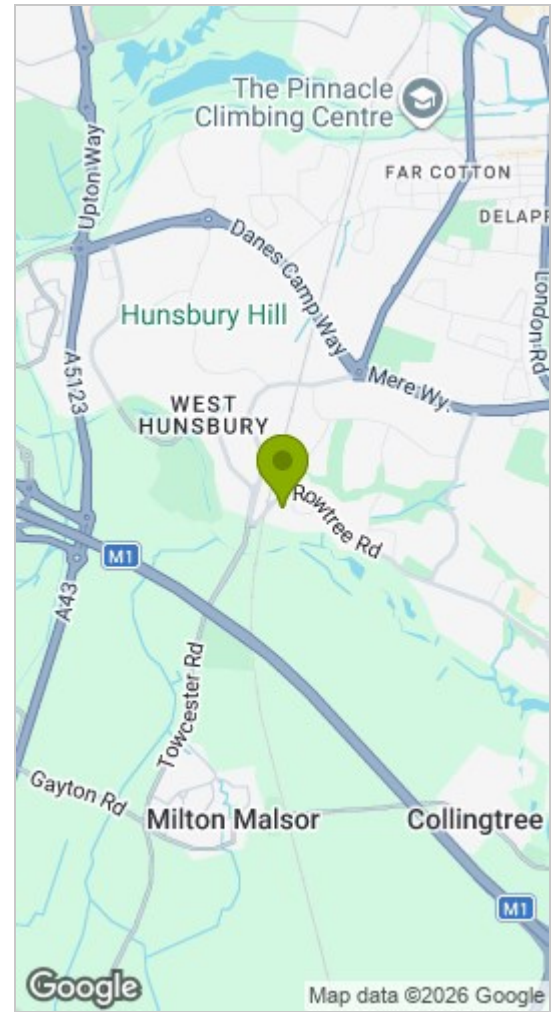 The Pinnacle
Climbing Centre
FAR COTTON
DELAPR
Upton Way
Danes Camp Way
London Rd
Hunsbury Hill
A5123
Mere Wy.
WEST
HUNSBURY
Rowtree Rd
M1
A43
Towcester Rd
Gayton Rd
Milton Malsor
Collingtree
M1
Google
Map data ©2026 Google